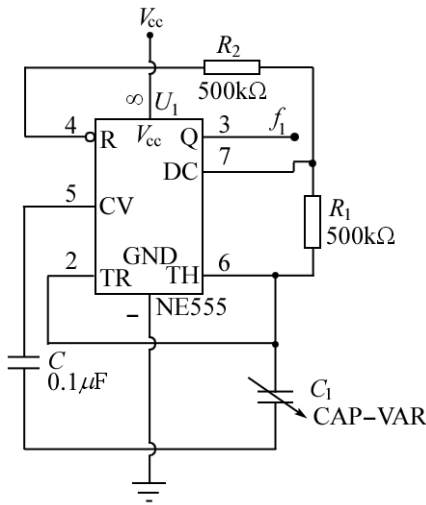 Vcc
R2
500kΩ
∞ U1
4 R Vcc Q 3 f1
DC 7
5 CV
R1
500kΩ
GND
2 TR TH 6
− NE555
C
0.1μF
C1
CAP−VAR